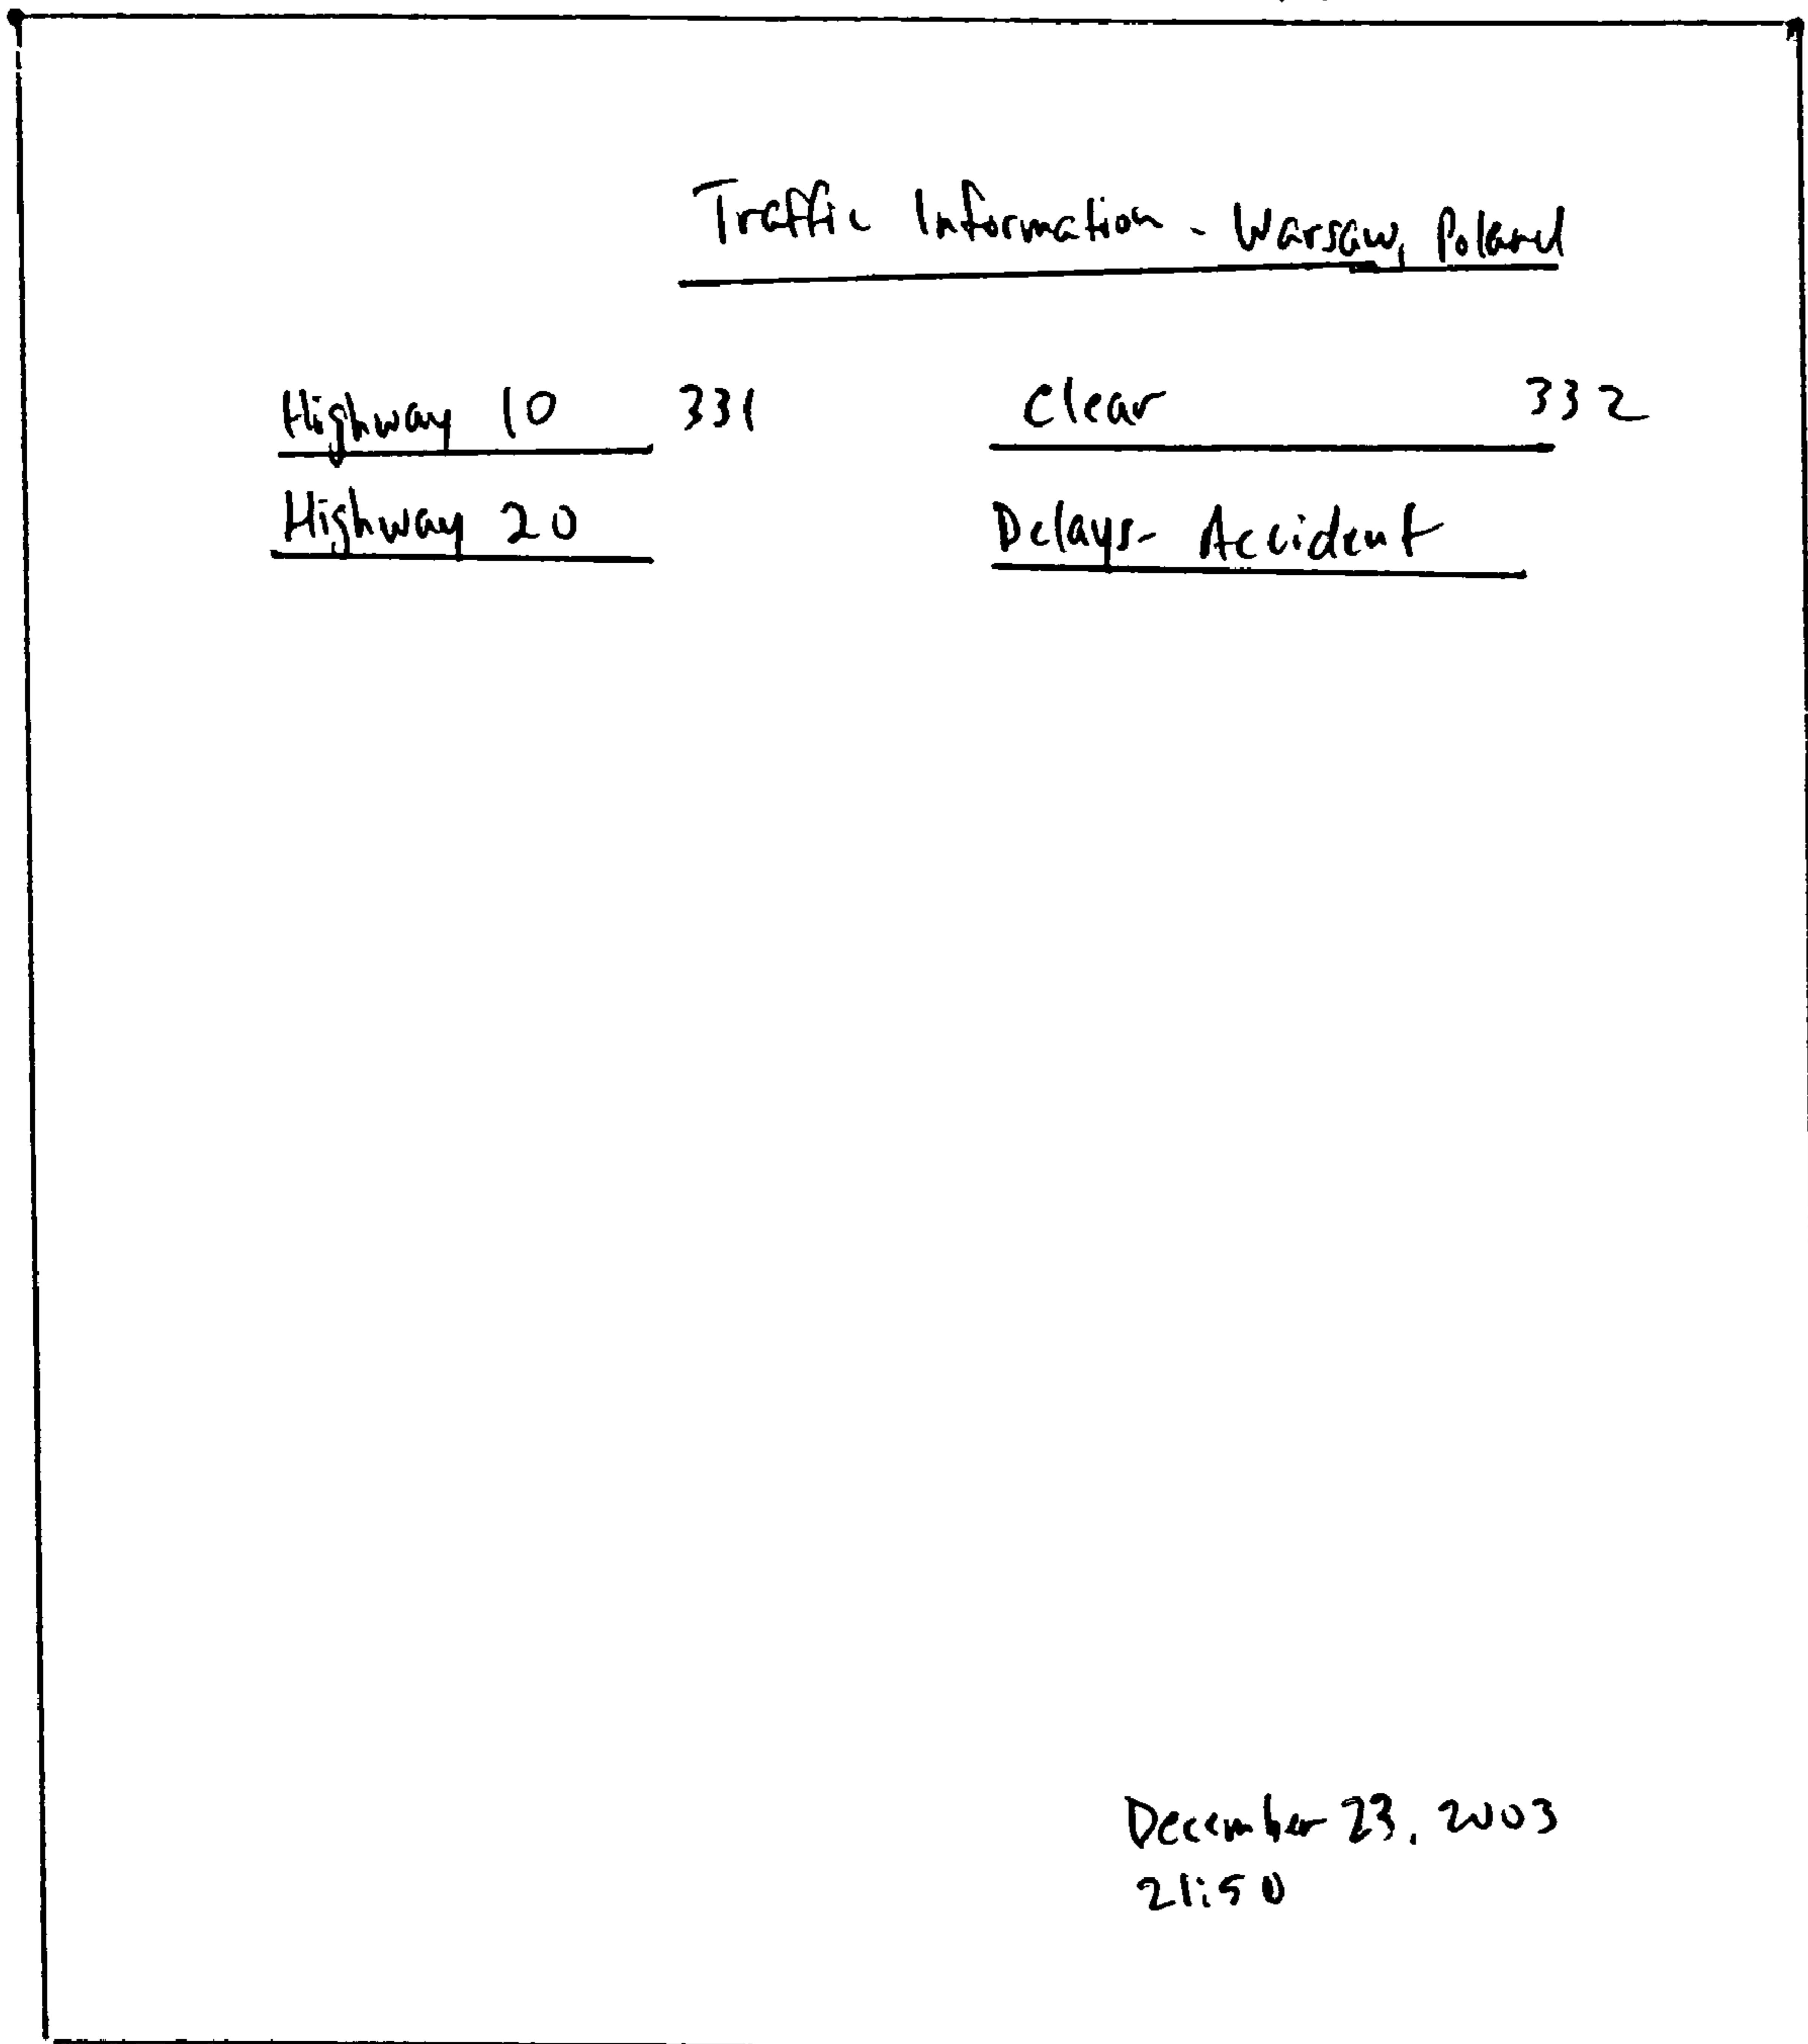 Traffic Information - Warsaw, Poland
Highway 10 331 Clear 332
Highway 20 Delays- Accident
December 23, 2003
21:50